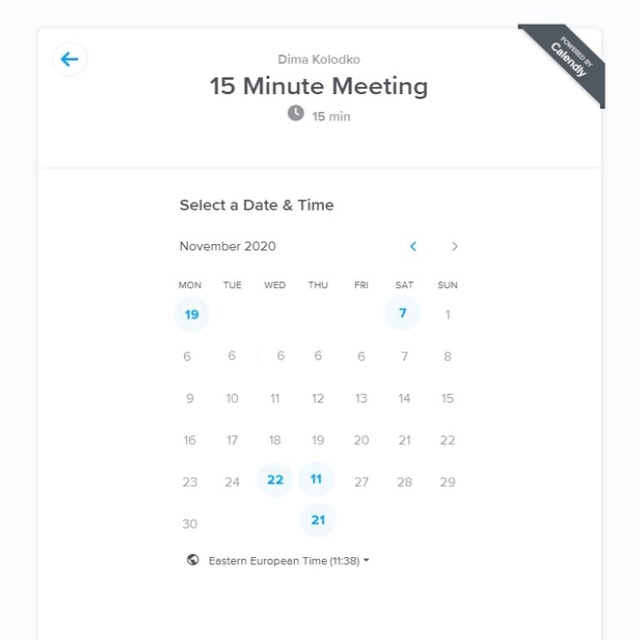 POWERED BY
Calendly
Dima Kolodko
15 Minute Meeting
15 min
Select a Date & Time
November 2020
MON TUE WED THU FRI SAT SUN
19 7 1
6 6 6 6 6 7 8
9 10 11 12 13 14 15
16 17 18 19 20 21 22
23 24 22 11 27 28 29
30 21
Eastern European Time (11:38)